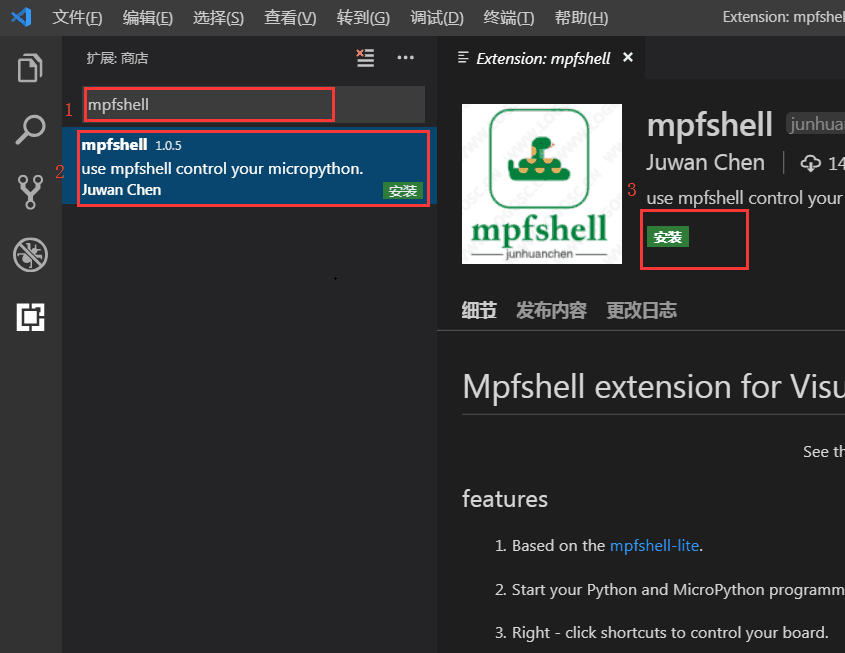 文件(F) 编辑(E) 选择(S) 查看(V) 转到(G) 调试(D) 终端(T) 帮助(H) Extension: mpfshel
扩展: 商店
Extension: mpfshell
1
mpfshell
mpfshell 1.0.5
2
use mpfshell control your micropython.
Juwan Chen
安装
mpfshell
junhuanchen
mpfshell junhua
Juwan Chen 14
use mpfshell control your
3
安装
细节 发布内容 更改日志
Mpfshell extension for Visu
See th
features
1. Based on the mpfshell-lite.
2. Start your Python and MicroPython programm
3. Right - click shortcuts to control your board.